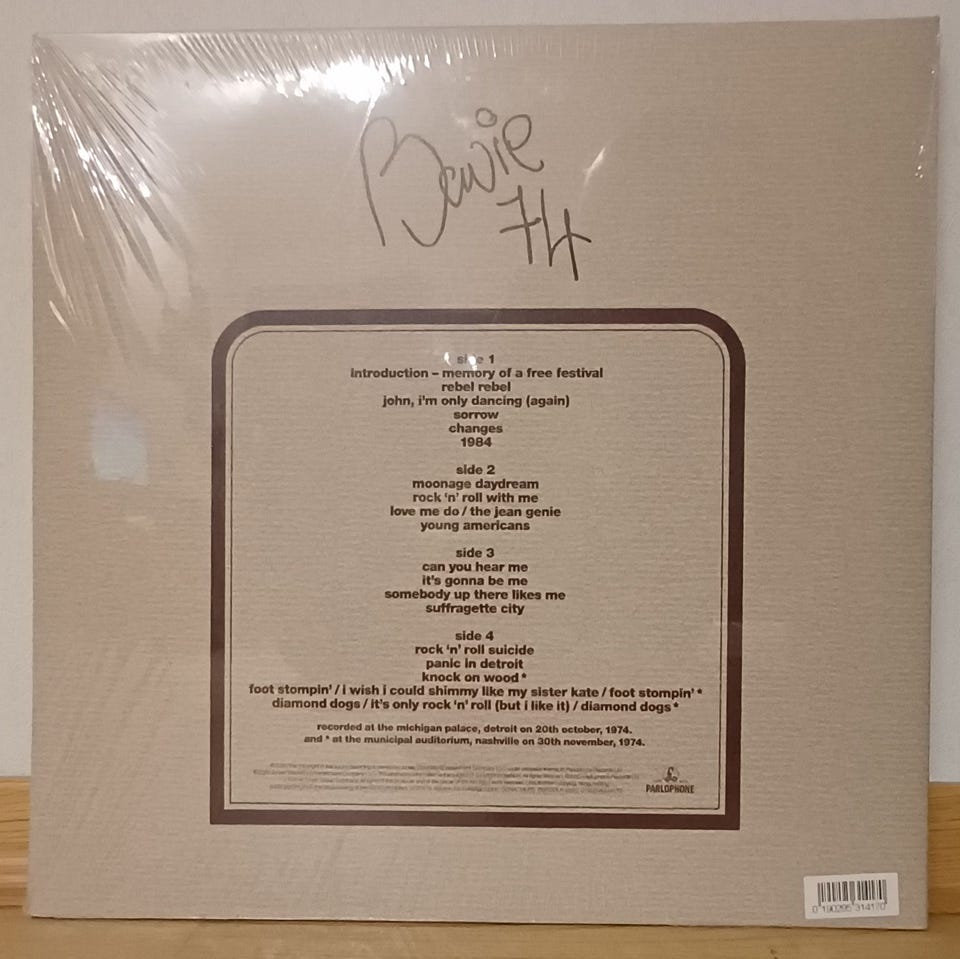 Bowie
74
side 1
introduction – memory of a free festival
rebel rebel
john, i'm only dancing (again)
sorrow
changes
1984
side 2
moonage daydream
rock 'n' roll with me
love me do / the jean genie
young americans
side 3
can you hear me
it's gonna be me
somebody up there likes me
suffragette city
side 4
rock 'n' roll suicide
panic in detroit
knock on wood *
foot stompin' / i wish i could shimmy like my sister kate / foot stompin' *
diamond dogs / it's only rock 'n' roll (but i like it) / diamond dogs *
recorded at the michigan palace, detroit on 20th october, 1974.
and * at the municipal auditorium, nashville on 30th november, 1974.
PARLOPHONE
0 190295 314170